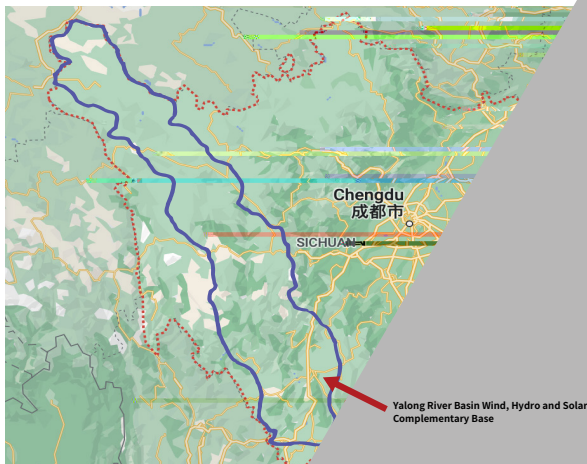 Chengdu
成都市
SICHUAN
Yalong River Basin Wind, Hydro and Solar
Complementary Base